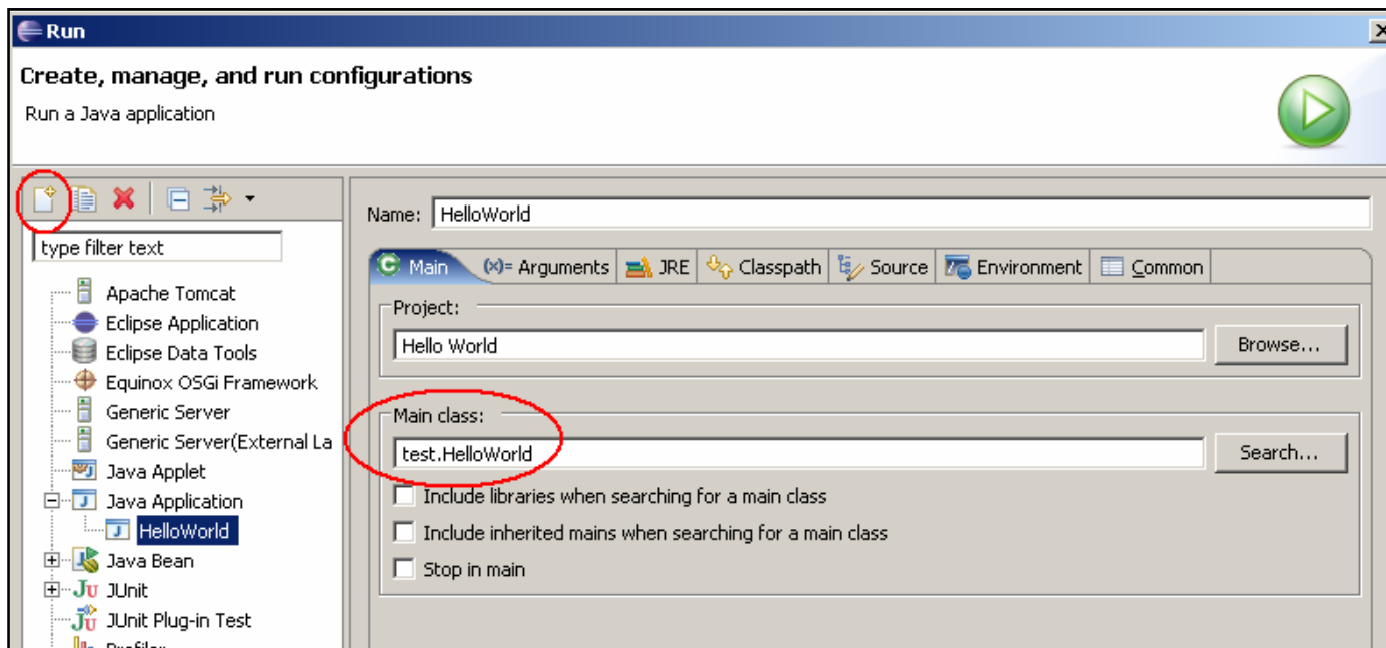 Run
Create, manage, and run configurations
Run a Java application
type filter text
Apache Tomcat
Eclipse Application
Eclipse Data Tools
Equinox OSGi Framework
Generic Server
Generic Server(External La
Java Applet
Java Application
HelloWorld
Java Bean
JUnit
JUnit Plug-in Test
Name: HelloWorld
Main (x)= Arguments JRE Classpath Source Environment Common
Project:
Hello World Browse...
Main class:
test.HelloWorld Search...
Include libraries when searching for a main class
Include inherited mains when searching for a main class
Stop in main